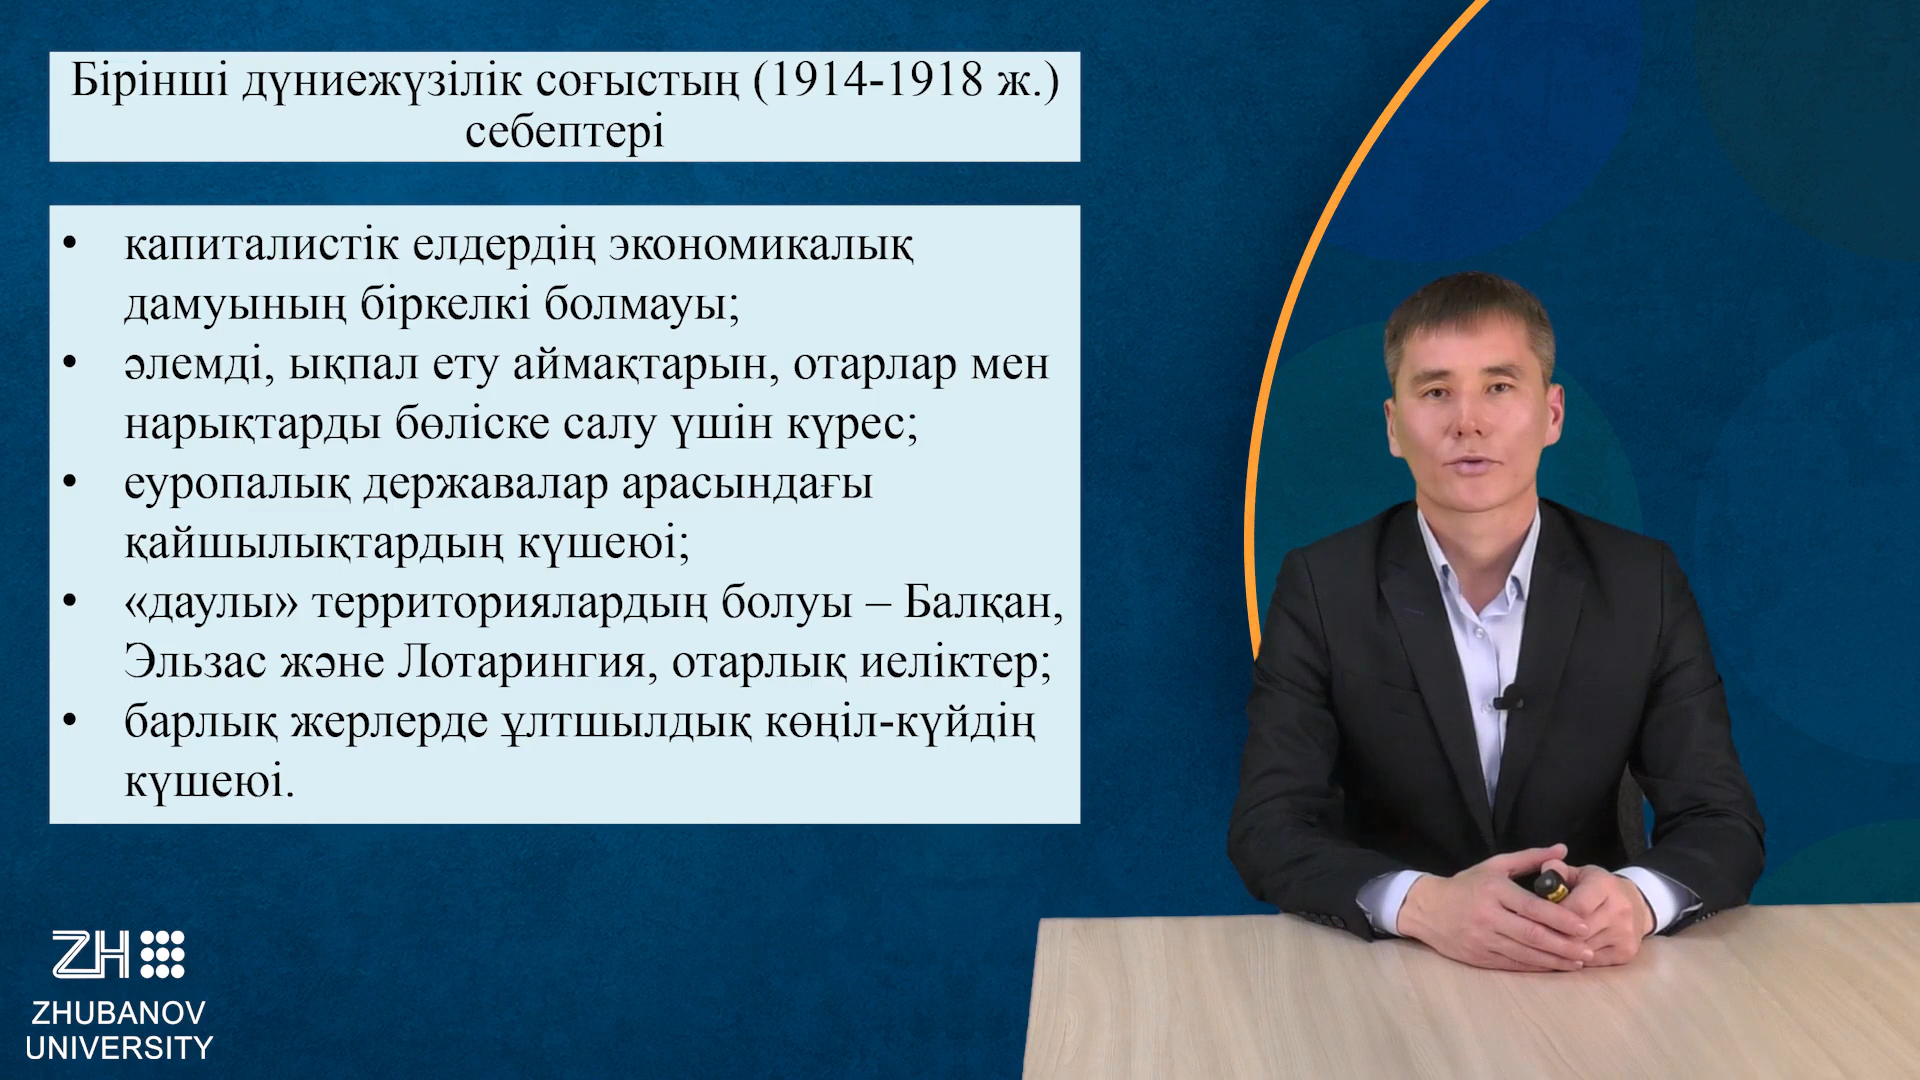 Бірінші дүниежүзілік соғыстың (1914-1918 ж.)
себептері
• капиталистік елдердің экономикалық
дамуының біркелкі болмауы;
• әлемді, ықпал ету аймақтарын, отарлар мен
нарықтарды бөліске салу үшін күрес;
• еуропалық державалар арасындағы
қайшылықтардың күшеюі;
• «даулы» территориялардың болуы – Балқан,
Эльзас және Лотарингия, отарлық иеліктер;
• барлық жерлерде ұлтшылдық көңіл-күйдің
күшеюі.
ZH
ZHUBANOV
UNIVERSITY